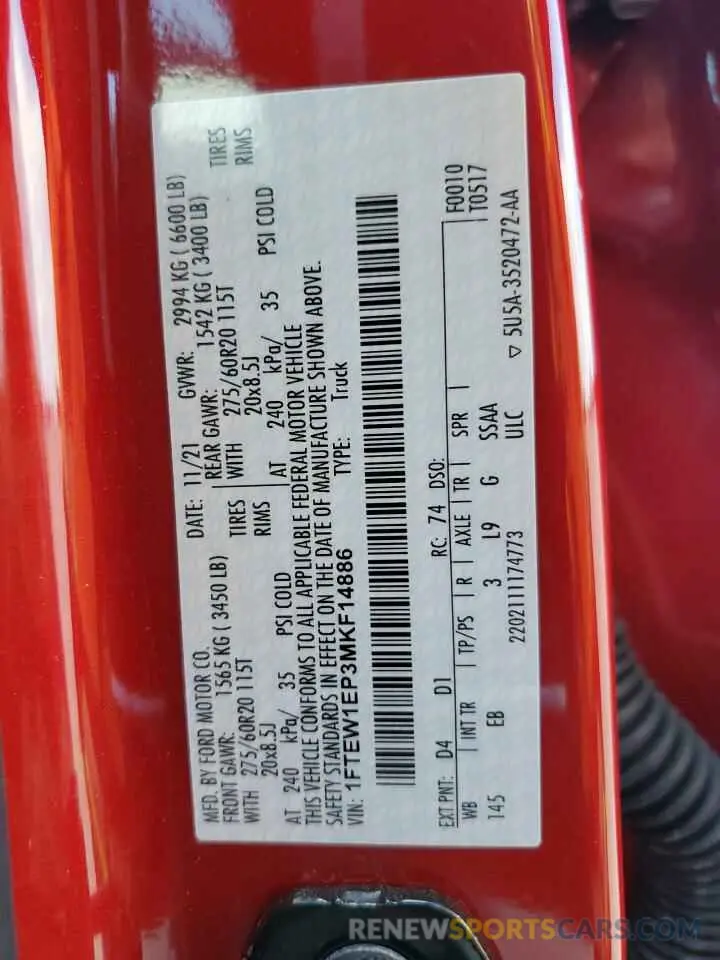 MFD. BY FORD MOTOR CO. DATE: 11/21 GVWR: 2994 KG ( 6600 LB)
FRONT GAWR: 1565 KG ( 3450 LB) REAR GAWR: 1542 KG ( 3400 LB)
WITH 275/60R20 115T TIRES WITH 275/60R20 115T TIRES
20x8.5J RIMS 20x8.5J RIMS
AT 240 kPa/ 35 PSI COLD AT 240 kPa/ 35 PSI COLD
THIS VEHICLE CONFORMS TO ALL APPLICABLE FEDERAL MOTOR VEHICLE
SAFETY STANDARDS IN EFFECT ON THE DATE OF MANUFACTURE SHOWN ABOVE.
VIN: 1FTEW1EP3MKF14886 TYPE: Truck
EXT PNT: D4 D1 RC: 74 DSO: F0010
WB INT TR TP/PS R AXLE TR SPR T0517
145 EB 3 L9 G SSAA
2202111174773 ULC ▽ 5U5A-3520472-AA
RENEWSPORTSCARS.COM